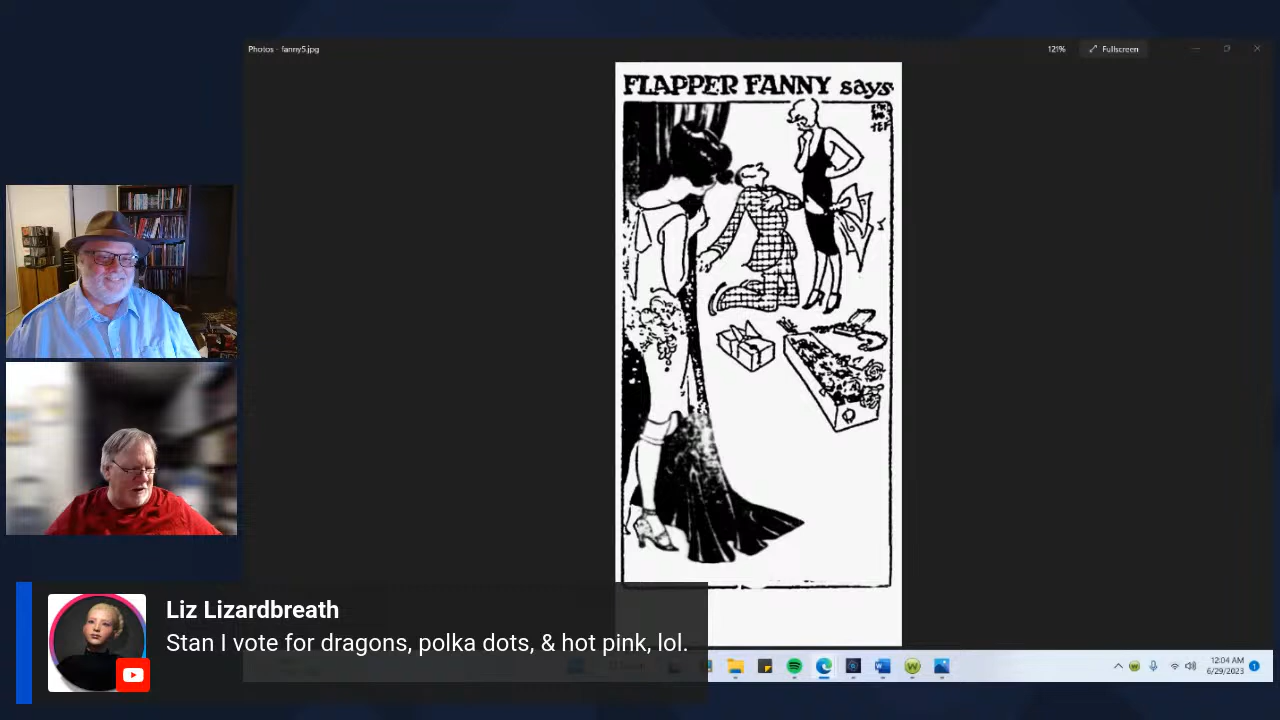 Photos - fanny5.jpg
121%
Fullscreen
FLAPPER FANNY says
Liz Lizardbreath
Stan I vote for dragons, polka dots, & hot pink, lol.
12:04 AM
6/29/2023